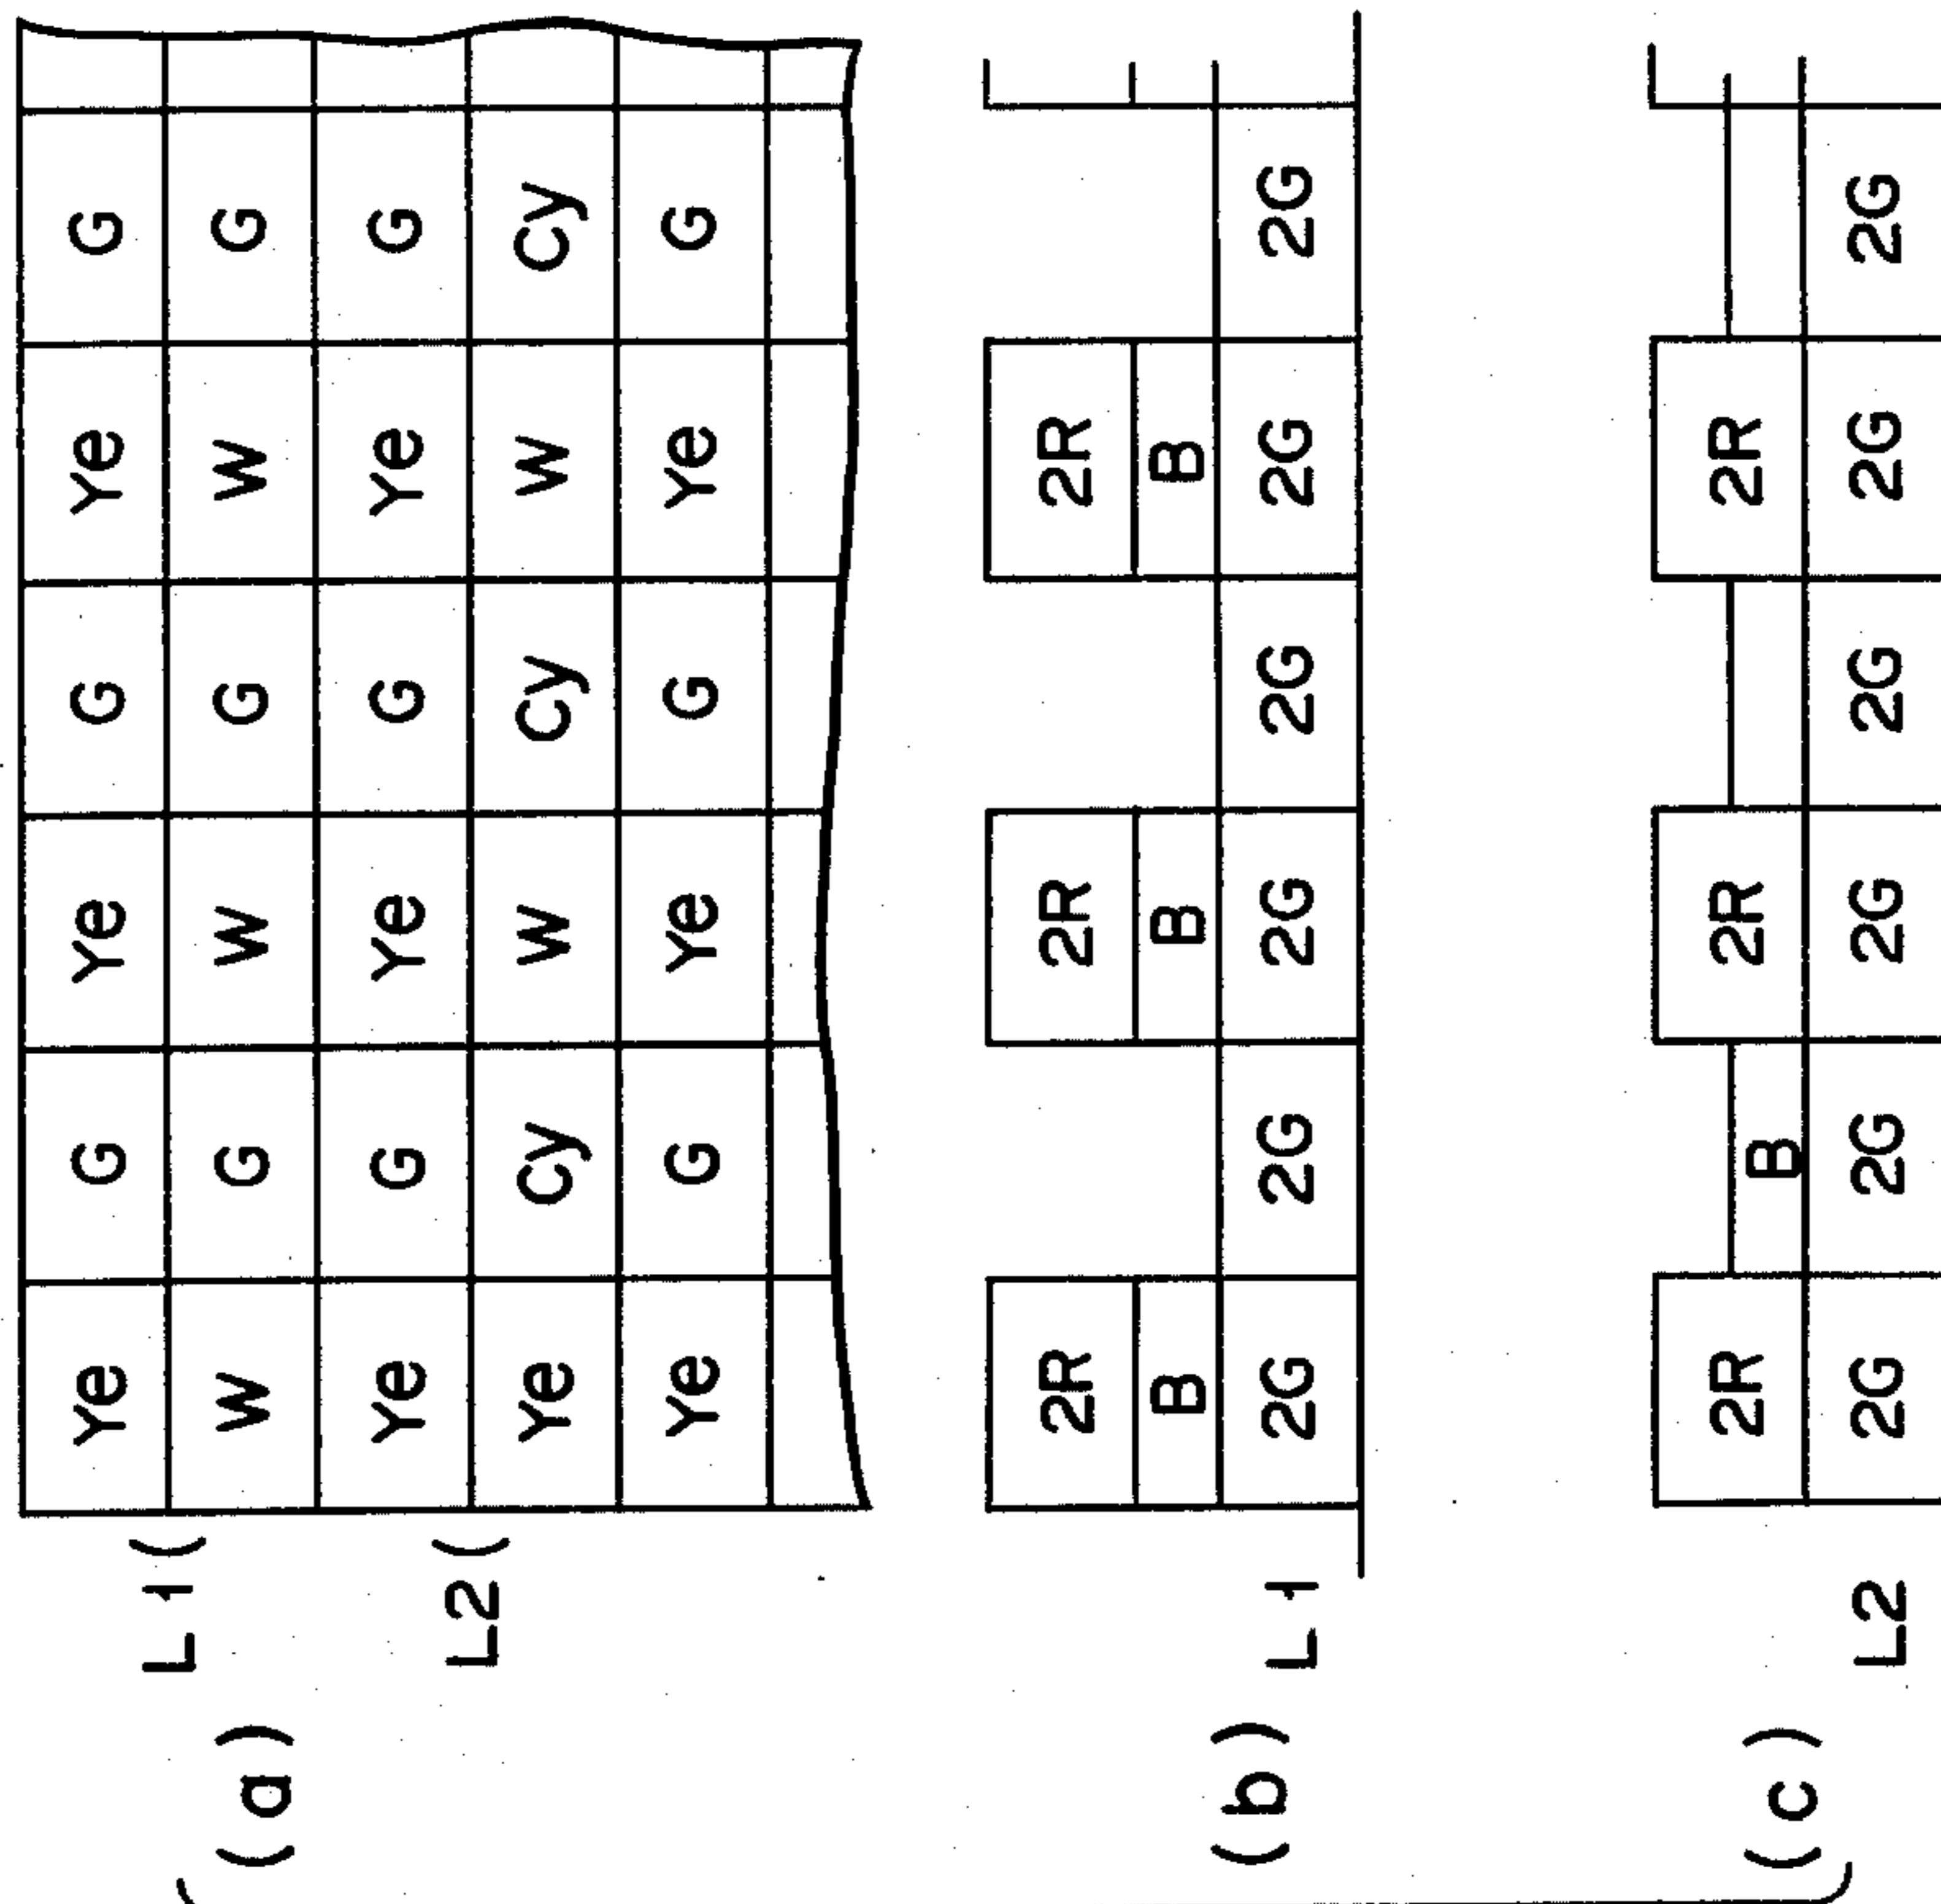 Ye G Ye G Ye G
L1(
(a) W G W G W G
Ye G Ye G Ye G
L2(
Ye Cy W Cy W Cy
Ye G Ye G Ye G
2R 2R 2R
B B B
(b) L1 2G 2G 2G 2G 2G 2G
2R 2R 2R
B
(c) L2 2G 2G 2G 2G 2G 2G